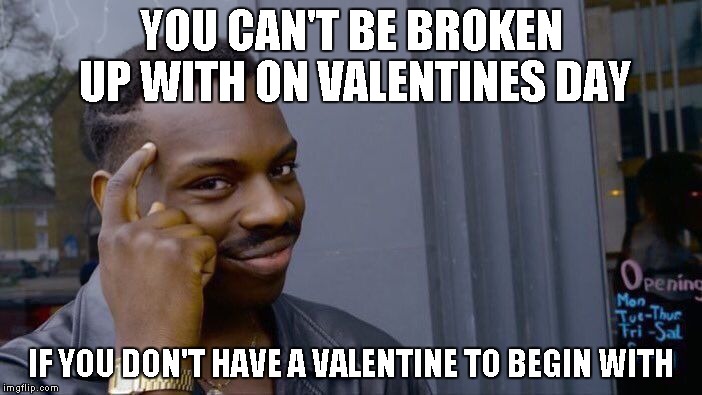 YOU CAN'T BE BROKEN
UP WITH ON VALENTINES DAY
Opening
Mon
Tue-Thur
Fri-Sat
IF YOU DON'T HAVE A VALENTINE TO BEGIN WITH
imgflip.com